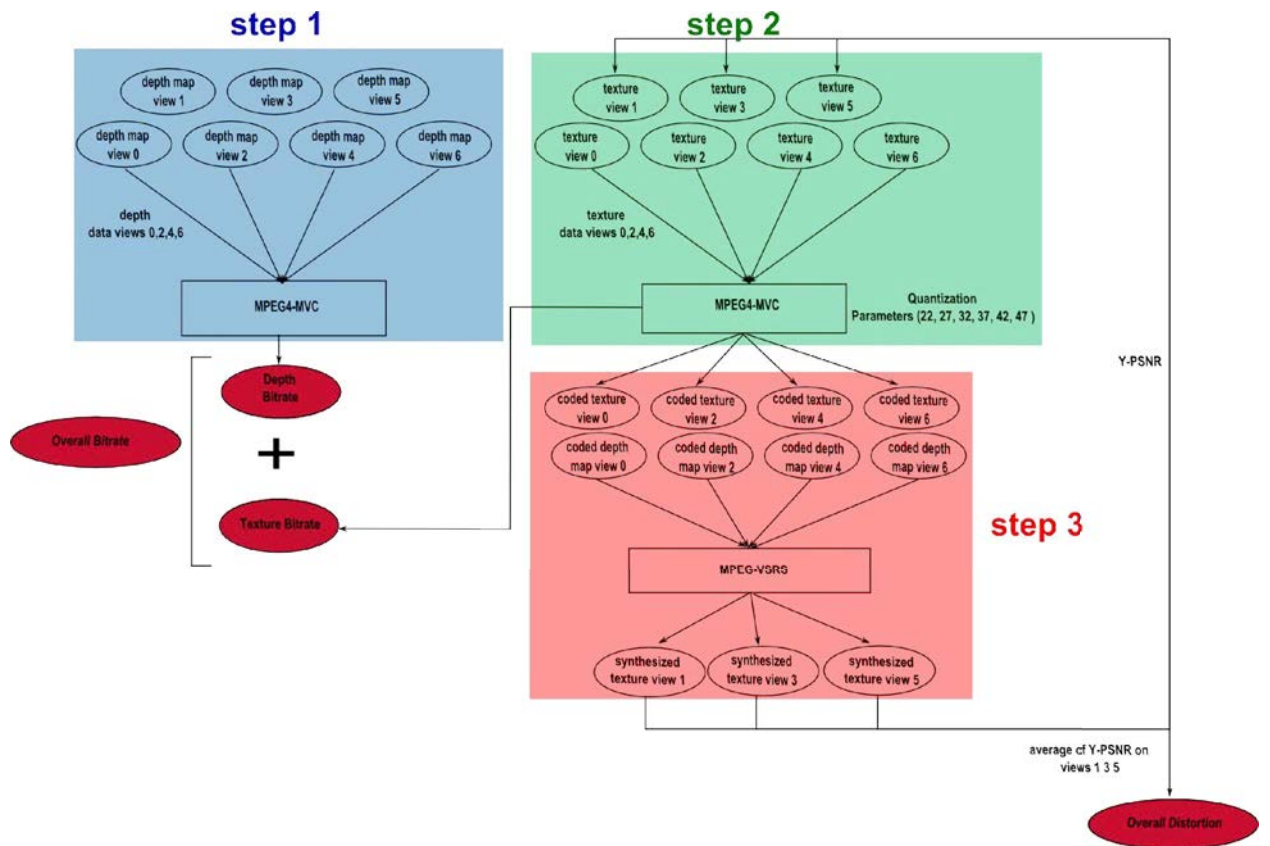 step 1
step 2
depth map
view 1
depth map
view 3
depth map
view 5
depth map
view 0
depth map
view 2
depth map
view 4
depth map
view 6
depth
data views 0,2,4,6
MPEG4-MVC
texture
view 1
texture
view 3
texture
view 5
texture
view 0
texture
view 2
texture
view 4
texture
view 6
texture
data views 0,2,4,6
MPEG4-MVC
Quantization
Parameters (22, 27, 32, 37, 42, 47 )
Y-PSNR
Depth
Bitrate
Overall Bitrate
+
Texture Bitrate
coded texture
view 0
coded texture
view 2
coded texture
view 4
coded texture
view 6
coded depth
map view 0
coded depth
map view 2
coded depth
map view 4
coded depth
map view 6
step 3
MPEG-VSRS
synthesized
texture view 1
synthesized
texture view 3
synthesized
texture view 5
average cf Y-PSNR on
views 1 3 5
Overall Distortion